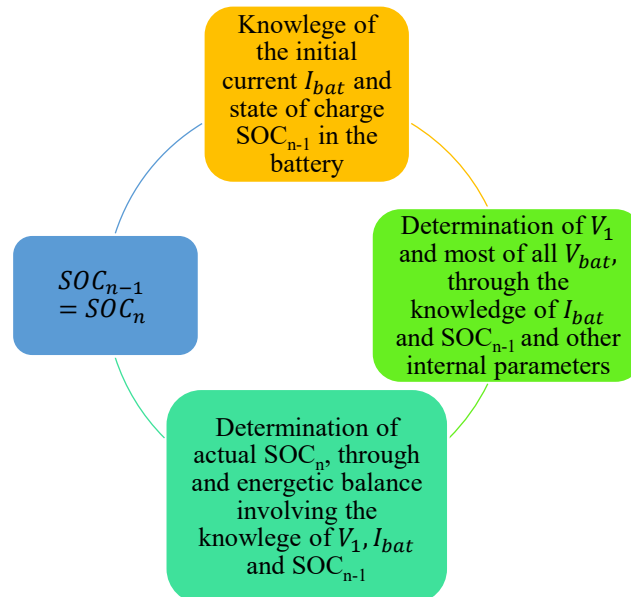 Knowlege of
the initial
current I_bat and
state of charge
SOC_n-1 in the
battery
Determination of V_1
and most of all V_bat,
through the
knowledge of I_bat
and SOC_n-1 and other
internal parameters
Determination of
actual SOC_n, through
and energetic balance
involving the
knowlege of V_1, I_bat
and SOC_n-1
SOC_n−1
= SOC_n